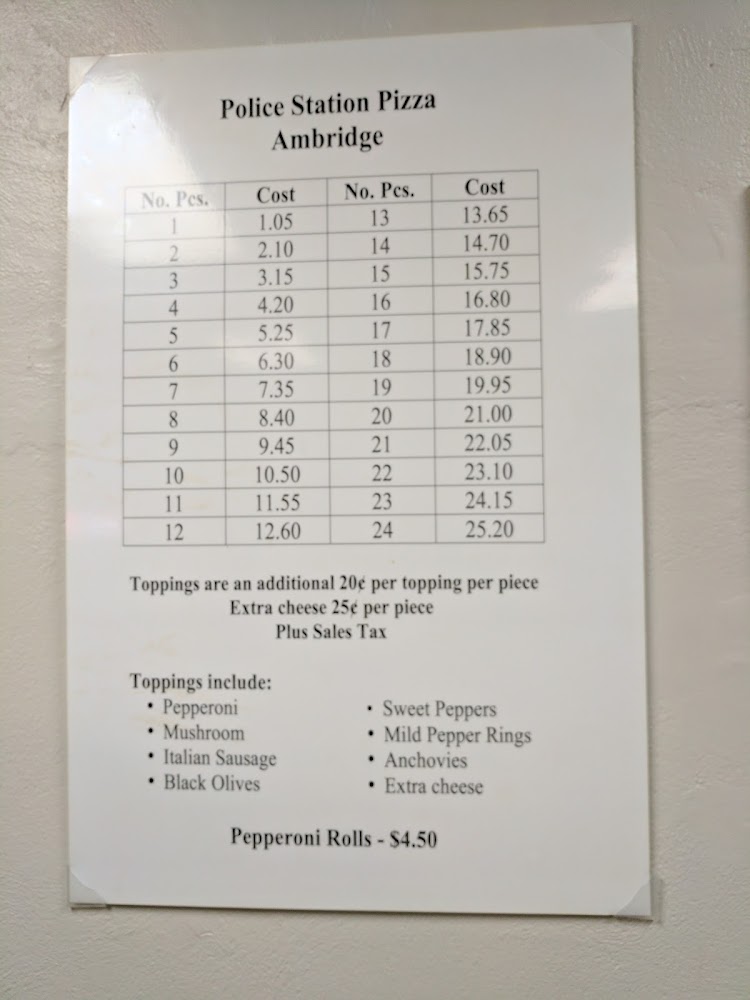 Police Station Pizza
Ambridge
No. Pcs. Cost No. Pcs. Cost
1 1.05 13 13.65
2 2.10 14 14.70
3 3.15 15 15.75
4 4.20 16 16.80
5 5.25 17 17.85
6 6.30 18 18.90
7 7.35 19 19.95
8 8.40 20 21.00
9 9.45 21 22.05
10 10.50 22 23.10
11 11.55 23 24.15
12 12.60 24 25.20
Toppings are an additional 20¢ per topping per piece
Extra cheese 25¢ per piece
Plus Sales Tax
Toppings include:
• Pepperoni
• Mushroom
• Italian Sausage
• Black Olives
• Sweet Peppers
• Mild Pepper Rings
• Anchovies
• Extra cheese
Pepperoni Rolls - $4.50